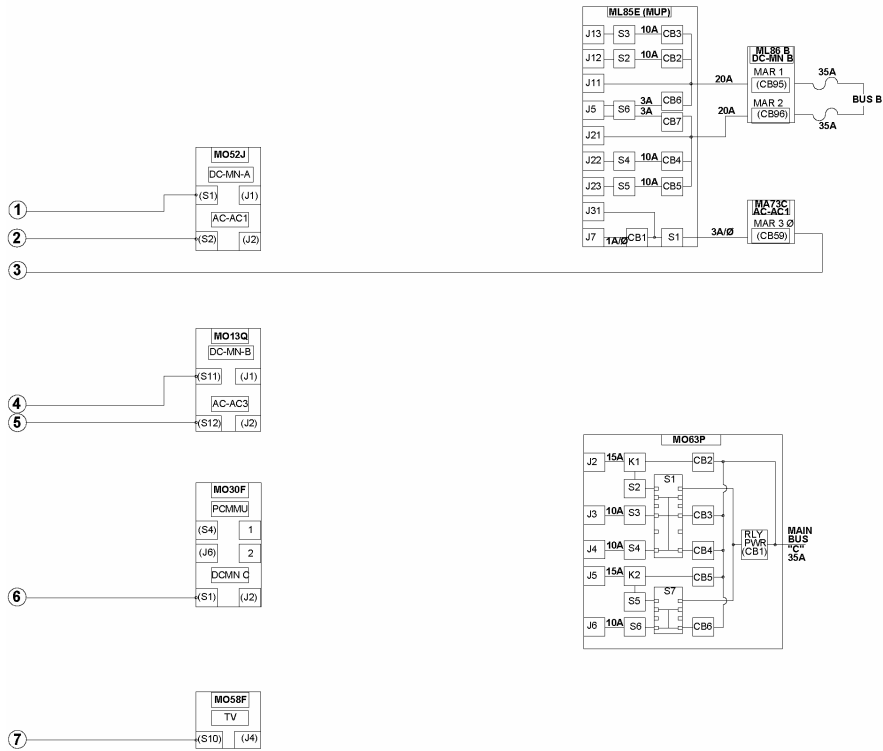 ML85E (MUP)
J13 S3 10A CB3
J12 S2 10A CB2
J11
J5 S6 3A CB6
3A CB7
J21
J22 S4 10A CB4
J23 S5 10A CB5
J31
J7 1A/Ø CB1 S1 3A/Ø
20A
20A
ML86 B
DC-MN B
MAR 1
(CB95)
MAR 2
(CB96)
35A
BUS B
35A
MA73C
AC-AC1
MAR 3 Ø
(CB59)
MO52J
DC-MN-A
1 (S1) (J1)
AC-AC1
2 (S2) (J2)
3
MO13Q
DC-MN-B
4 (S11) (J1)
AC-AC3
5 (S12) (J2)
MO30F
PCMMU
(S4) 1
(J6) 2
DCMN C
6 (S1) (J2)
MO58F
TV
7 (S10) (J4)
MO63P
J2 15A K1 CB2
S2 S1
J3 10A S3 CB3
J4 10A S4 CB4
J5 15A K2 CB5
S5 S7
J6 10A S6 CB6
RLY
PWR
(CB1)
MAIN
BUS
"C"
35A